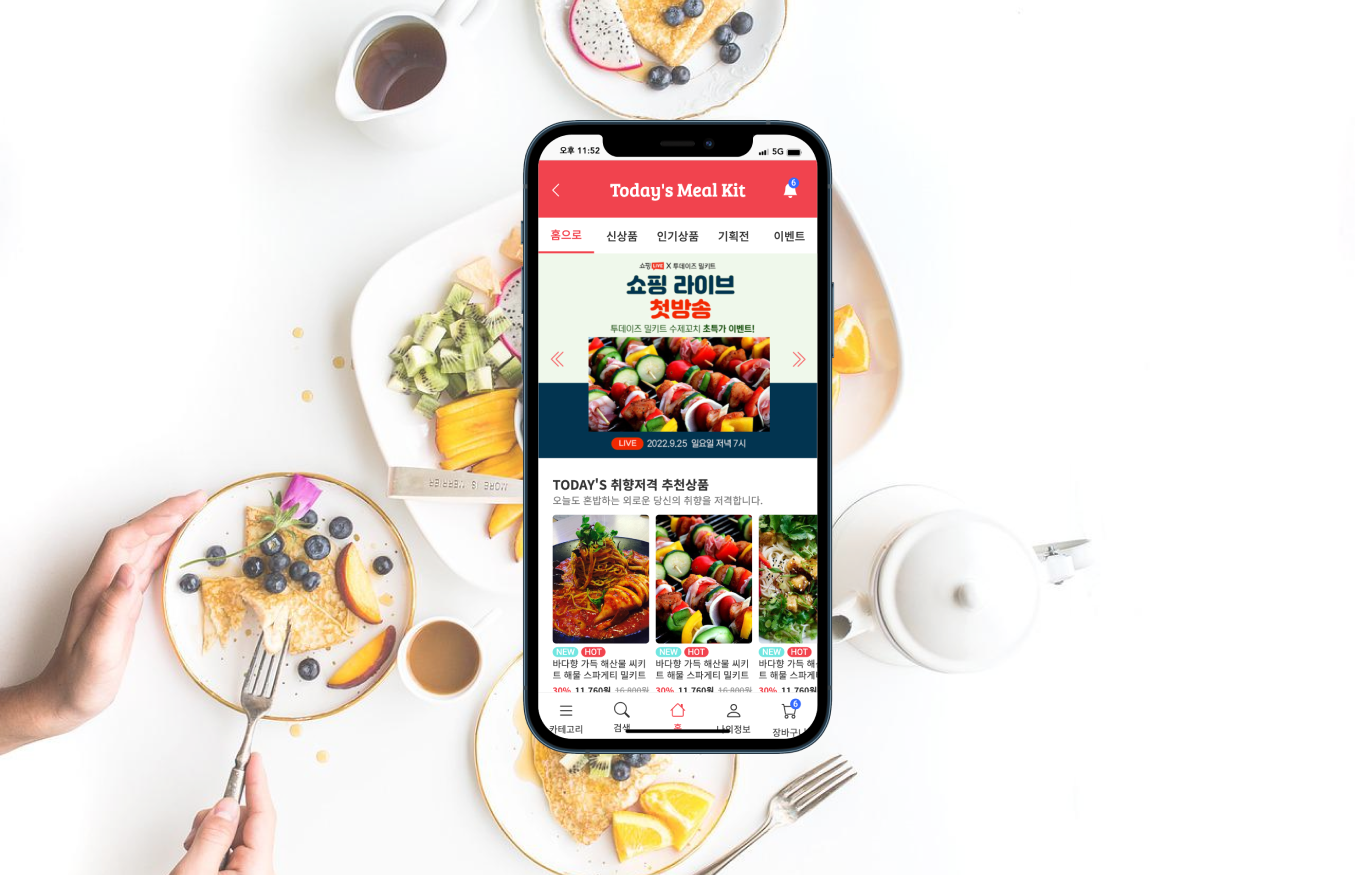 오후 11:52
5G
Today's Meal Kit
6
홈으로 신상품 인기상품 기획전 이벤트
쇼핑 LIVE X 투데이즈 밀키트
쇼핑 라이브
첫방송
투데이즈 밀키트 수제꼬치 초특가 이벤트!
LIVE 2022.9.25 일요일 저녁 7시
TODAY'S 취향저격 추천상품
오늘도 혼밥하는 외로운 당신의 취향을 저격합니다.
NEW HOT
바다향 가득 해산물 씨키
트 해물 스파게티 밀키트
30% 11,760원 16,800원
NEW HOT
바다향 가득 해산물 씨키
트 해물 스파게티 밀키트
30% 11,760원 16,800원
NEW HOT
바다향 가득 해
트 해물 스파게
30% 11,760원
6
카테고리 검색 홈 나의정보 장바구니